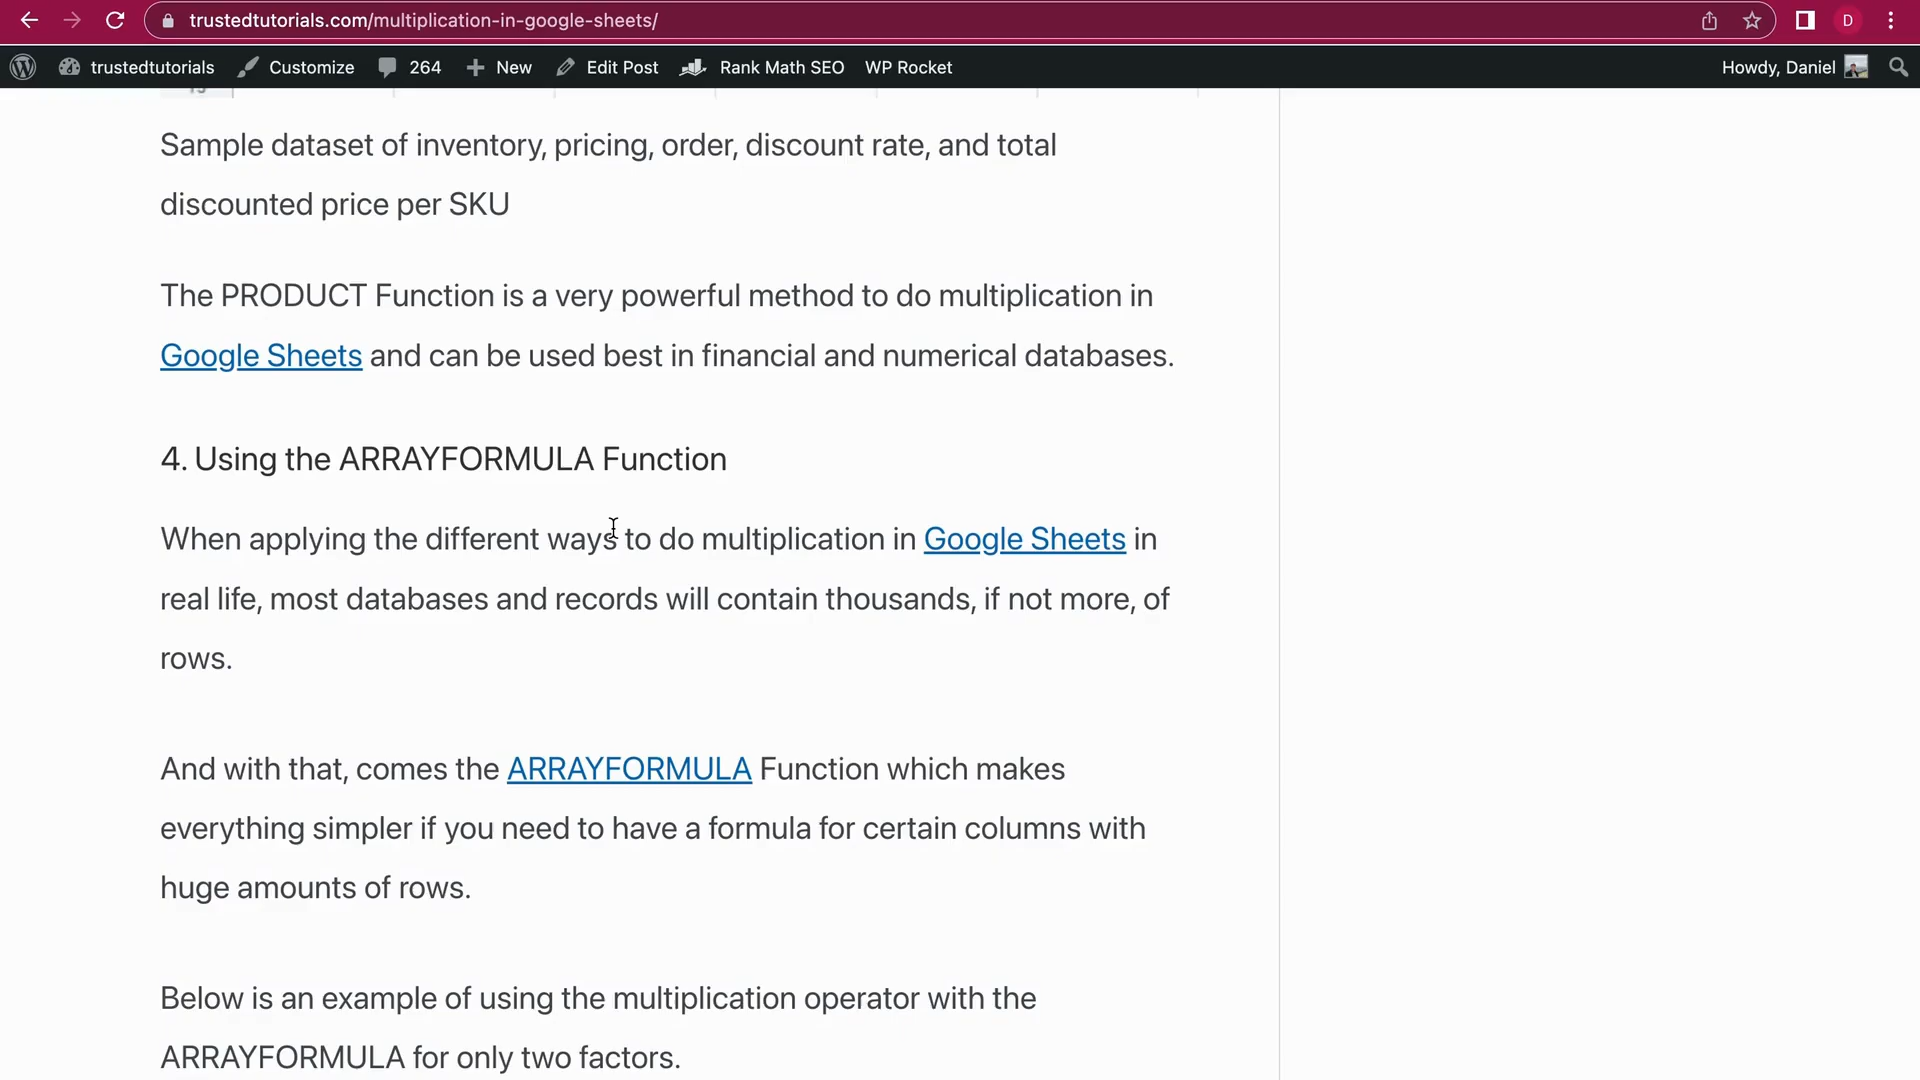 trustedtutorials.com/multiplication-in-google-sheets/
D
trustedtutorials Customize 264 New Edit Post Rank Math SEO WP Rocket Howdy, Daniel
Sample dataset of inventory, pricing, order, discount rate, and total
discounted price per SKU
The PRODUCT Function is a very powerful method to do multiplication in
Google Sheets and can be used best in financial and numerical databases.
4. Using the ARRAYFORMULA Function
When applying the different ways to do multiplication in Google Sheets in
real life, most databases and records will contain thousands, if not more, of
rows.
And with that, comes the ARRAYFORMULA Function which makes
everything simpler if you need to have a formula for certain columns with
huge amounts of rows.
Below is an example of using the multiplication operator with the
ARRAYFORMULA for only two factors.